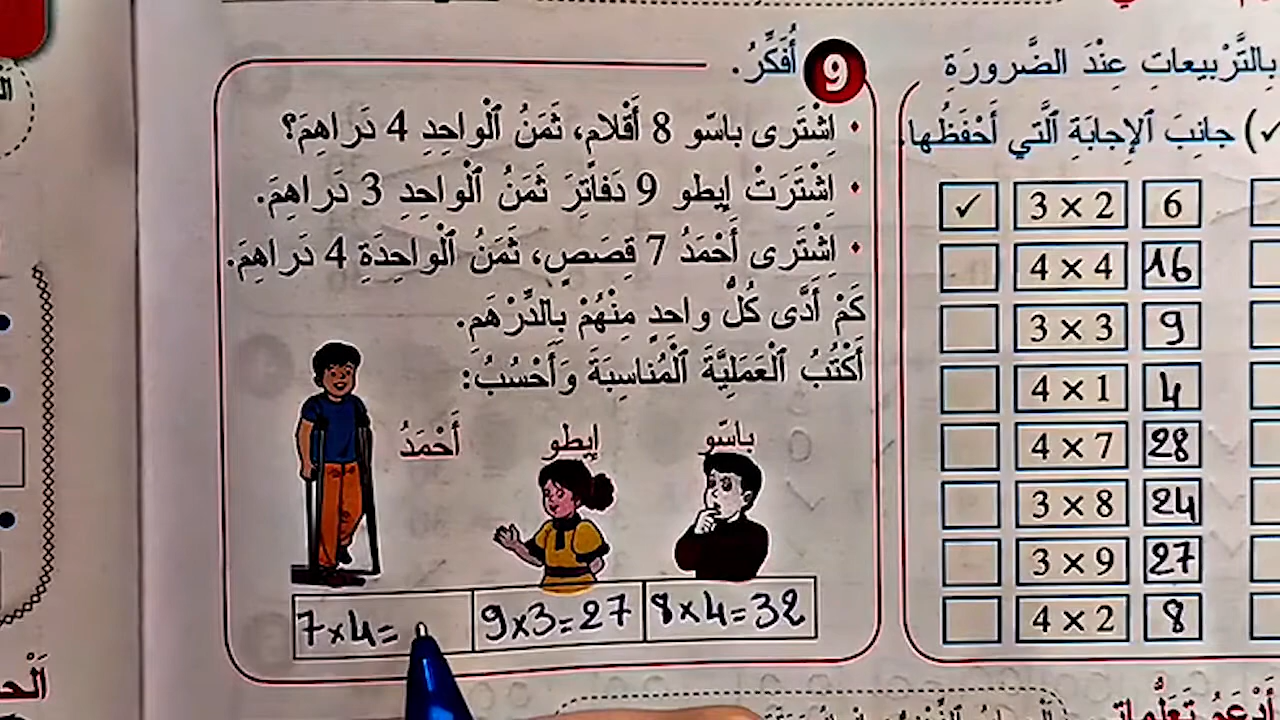 9 أُفَكِّرُ.
• اِشْتَرى باسّو 8 أَقْلام، ثَمَنُ ٱلْواحِدِ 4 دَراهِمَ؟
• اِشْتَرَتْ إيطو 9 دَفاتِرَ ثَمَنُ ٱلْواحِدِ 3 دَراهِمَ.
• اِشْتَرى أَحْمَدُ 7 قِصَصٍ، ثَمَنُ ٱلْواحِدَةِ 4 دَراهِمَ.
كَمْ أَدَّى كُلُّ واحِدٍ مِنْهُمْ بِالدِّرْهَمِ.
أَكْتُبُ ٱلْعَمَلِيَّةَ ٱلْمُناسِبَةَ وَأَحْسُبُ:
باسّو
إيطو
أَحْمَدُ
8×4=32
9×3=27
7×4=
بِالتَّرْبيعاتِ عِنْدَ الضَّرورَةِ
✓) جانِبَ ٱلْإِجابَةِ ٱلَّتي أَحْفَظُها.
✓ 3 × 2 6
4 × 4 16
3 × 3 9
4 × 1 4
4 × 7 28
3 × 8 24
3 × 9 27
4 × 2 8
أَدْعَمُ تَعَلُّماتي